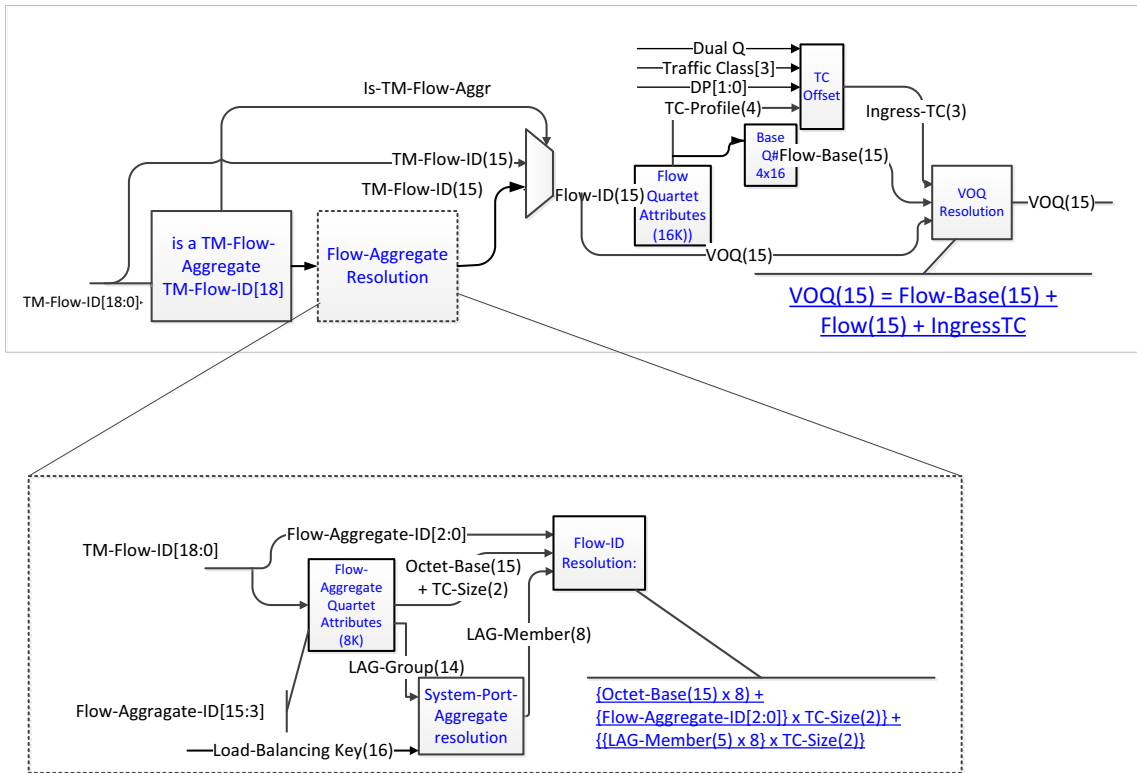 Dual Q
Traffic Class[3]
DP[1:0]
TC-Profile(4)
TC
Offset
Is-TM-Flow-Aggr
Ingress-TC(3)
TM-Flow-ID(15)
TM-Flow-ID(15)
Base
Q#
4x16
Flow-Base(15)
Flow-ID(15)
Flow
Quartet
Attributes
(16K))
VOQ
Resolution
VOQ(15)
is a TM-Flow-
Aggregate
TM-Flow-ID[18]
Flow-Aggregate
Resolution
VOQ(15)
TM-Flow-ID[18:0]
VOQ(15) = Flow-Base(15) +
Flow(15) + IngressTC
TM-Flow-ID[18:0]
Flow-Aggregate-ID[2:0]
Flow-ID
Resolution:
Flow-
Aggregate
Quartet
Attributes
(8K)
Octet-Base(15)
+ TC-Size(2)
LAG-Member(8)
LAG-Group(14)
System-Port-
Aggregate
resolution
Flow-Aggragate-ID[15:3]
Load-Balancing Key(16)
{Octet-Base(15) x 8) +
{Flow-Aggregate-ID[2:0]} x TC-Size(2)} +
{{LAG-Member(5) x 8} x TC-Size(2)}